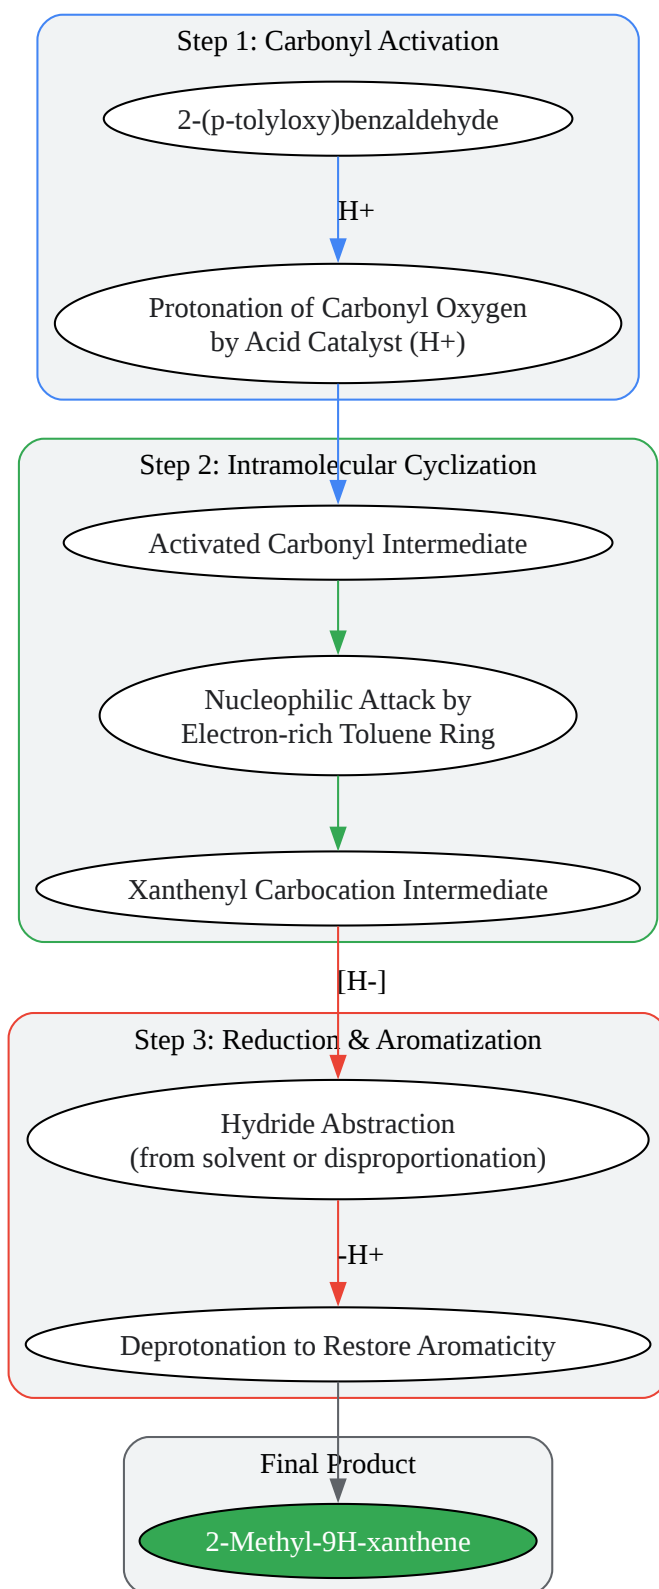 Step 1: Carbonyl Activation
2-(p-tolyloxy)benzaldehyde
H+
Protonation of Carbonyl Oxygen
by Acid Catalyst (H+)
Step 2: Intramolecular Cyclization
Activated Carbonyl Intermediate
Nucleophilic Attack by
Electron-rich Toluene Ring
Xanthenyl Carbocation Intermediate
[H-]
Step 3: Reduction & Aromatization
Hydride Abstraction
(from solvent or disproportionation)
-H+
Deprotonation to Restore Aromaticity
Final Product
2-Methyl-9H-xanthene